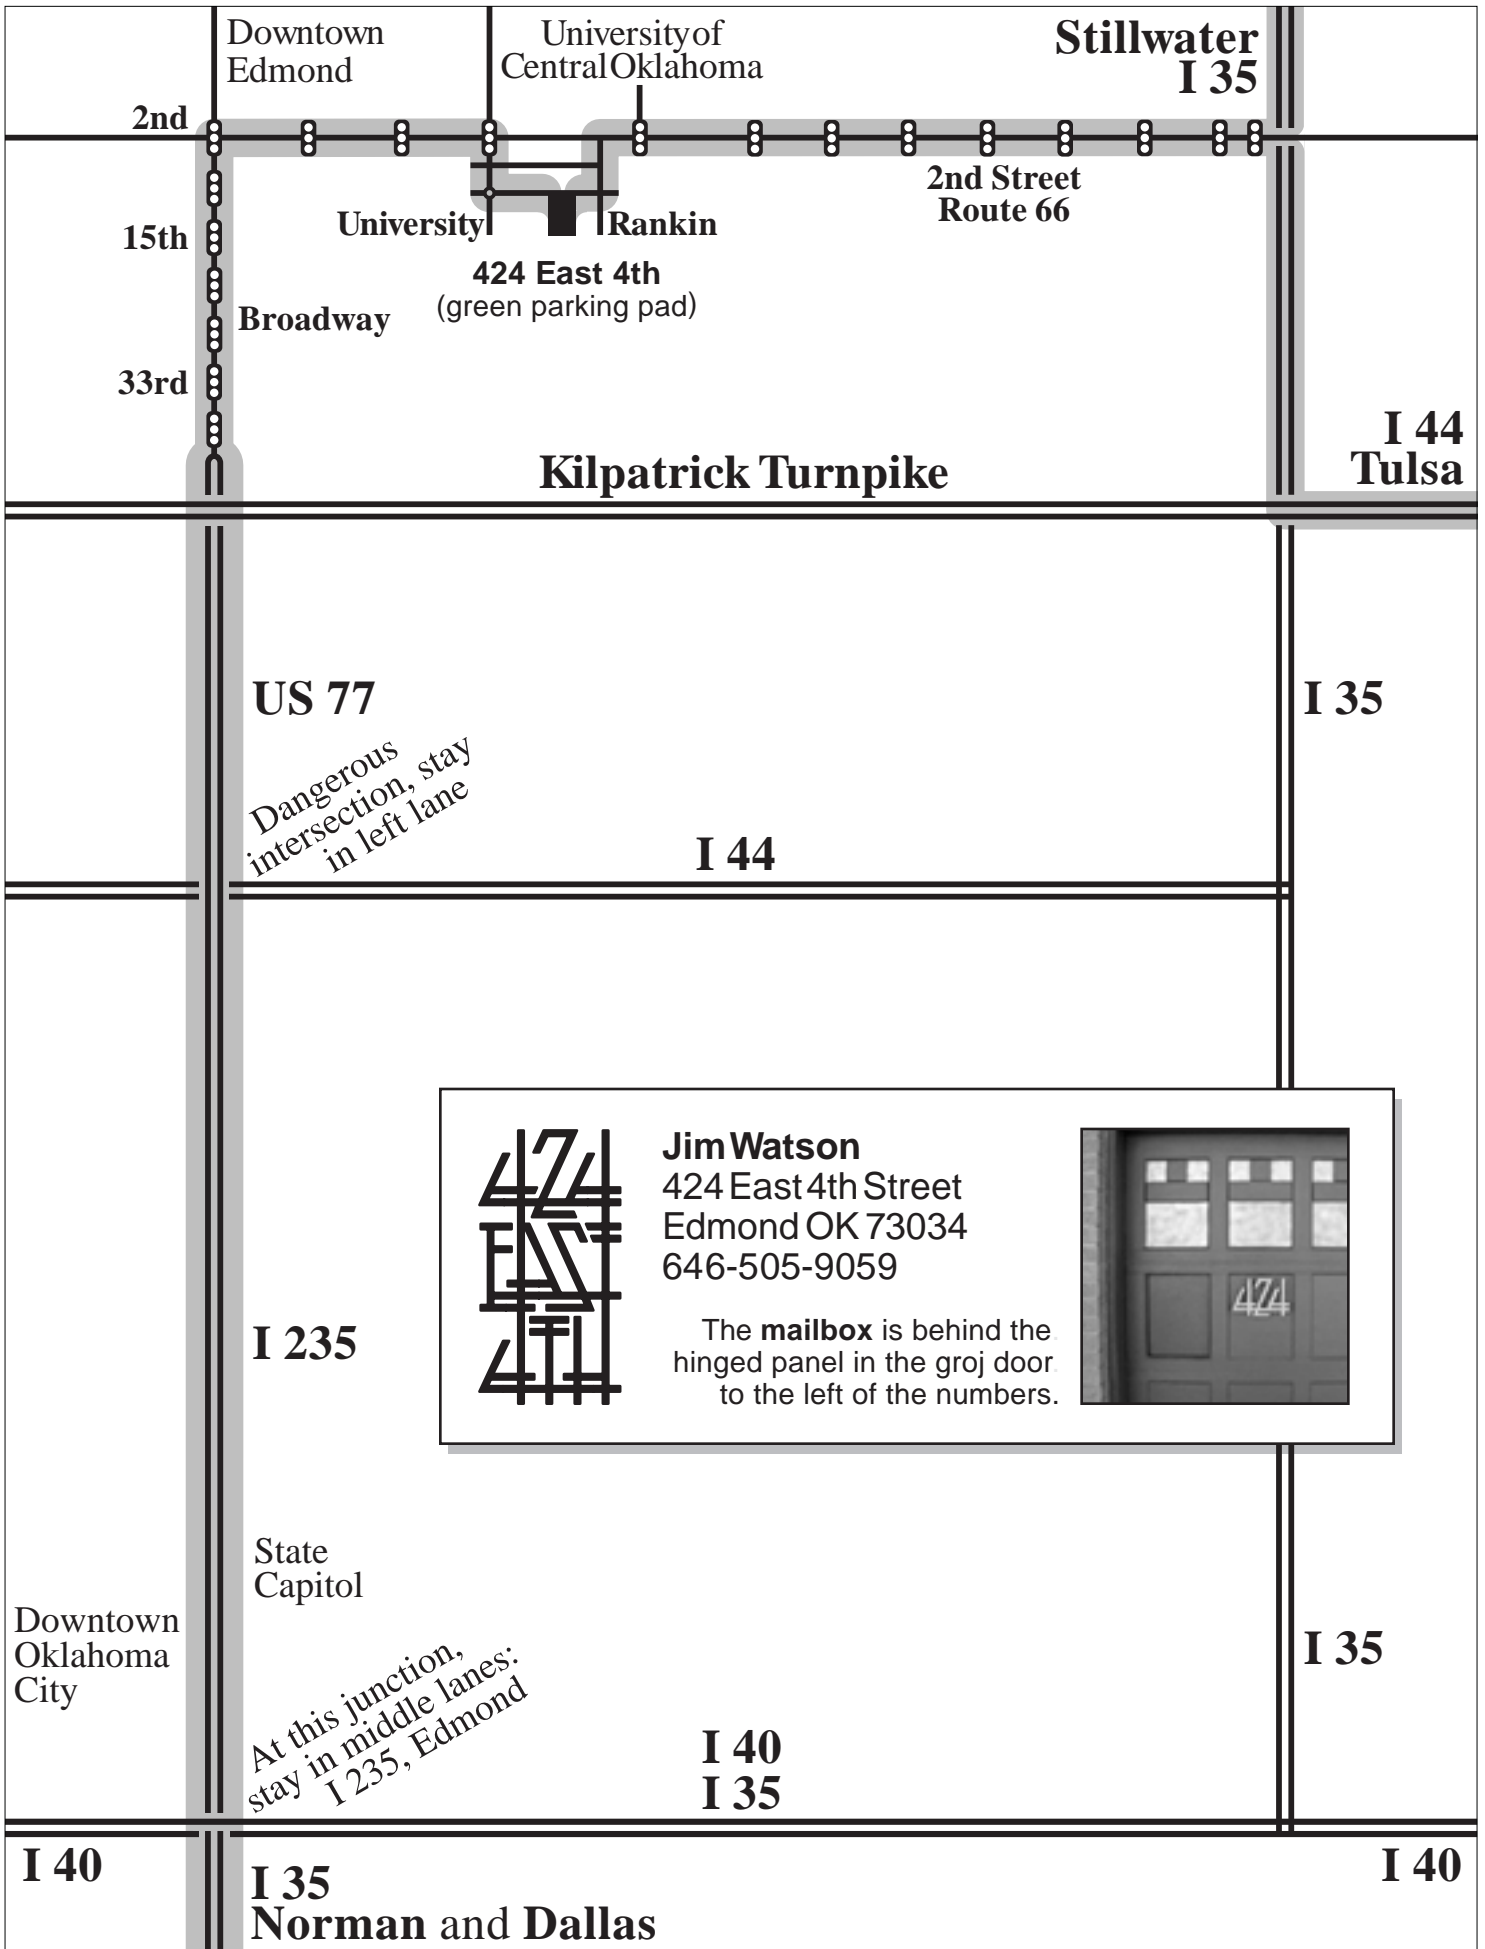 Downtown
Edmond
University of
Central Oklahoma
Stillwater
I 35
2nd
2nd Street
Route 66
University
Rankin
15th
424 East 4th
(green parking pad)
Broadway
33rd
I 44
Tulsa
Kilpatrick Turnpike
US 77
I 35
Dangerous
intersection, stay
in left lane
I 44
424
EAST
4TH
Jim Watson
424 East 4th Street
Edmond OK 73034
646-505-9059
The mailbox is behind the
hinged panel in the groj door
to the left of the numbers.
424
I 235
State
Capitol
Downtown
Oklahoma
City
I 35
At this junction,
stay in middle lanes:
I 235, Edmond
I 40
I 35
I 40
I 35
Norman and Dallas
I 40